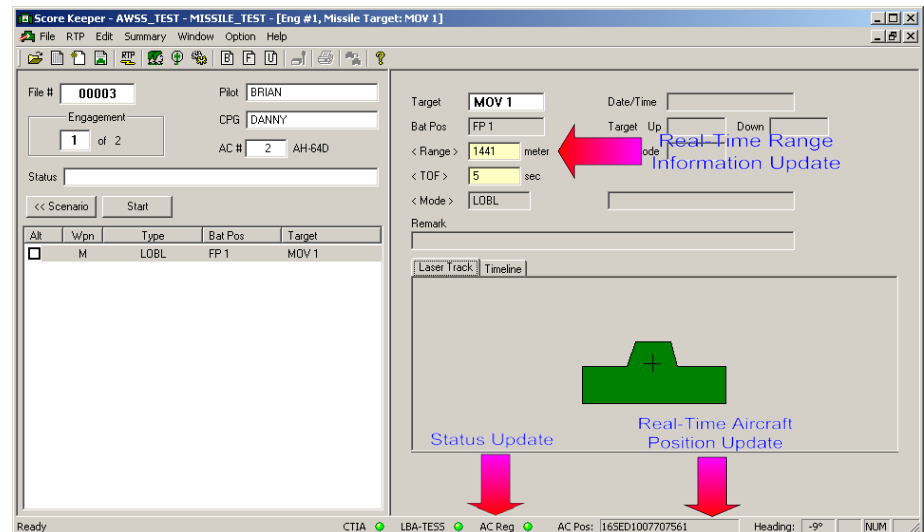 Score Keeper - AWSS_TEST - MISSILE_TEST - [Eng #1, Missile Target: MOV 1]
File RTP Edit Summary Window Option Help
RTP B F U ?
File # 00003
Pilot BRIAN
Engagement
1 of 2
CPG DANNY
AC # 2 AH-64D
Status
<< Scenario Start
Alt Wpn Type Bat Pos Target
M LOBL FP 1 MOV 1
Target MOV 1 Date/Time
Bat Pos FP 1 Target Up Down
< Range > 1441 meter
Real-Time Range
Information Update
< TOF > 5 sec
< Mode > LOBL
Remark
Laser Track Timeline
Status Update
Real-Time Aircraft
Position Update
Ready CTIA LBA-TESS AC Reg AC Pos: 16SED1007707561 Heading: -9° NUM